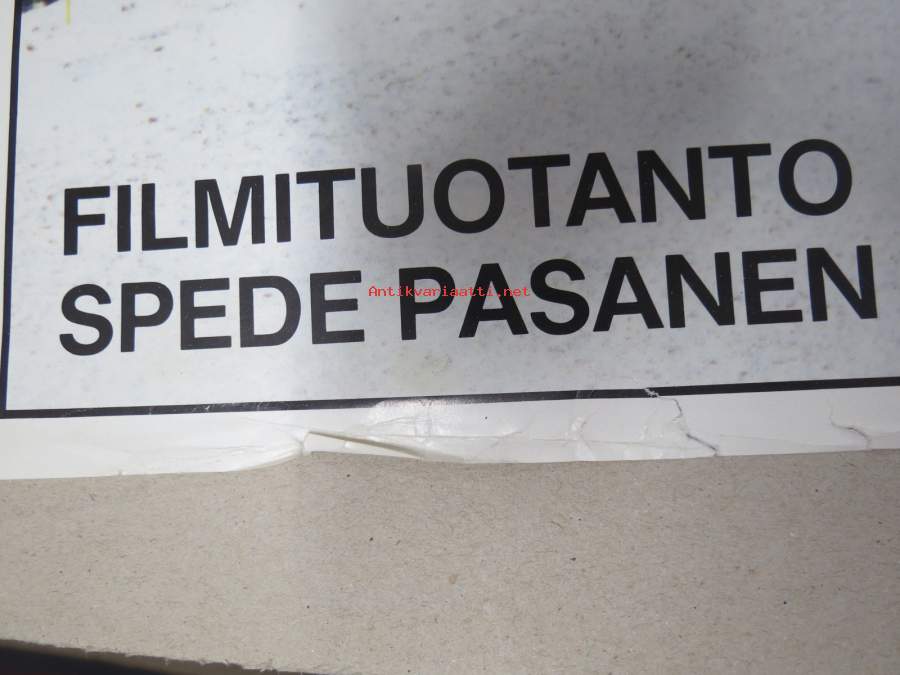 FILMITUOTANTO
SPEDE PASANEN
Antikvariaatti.net